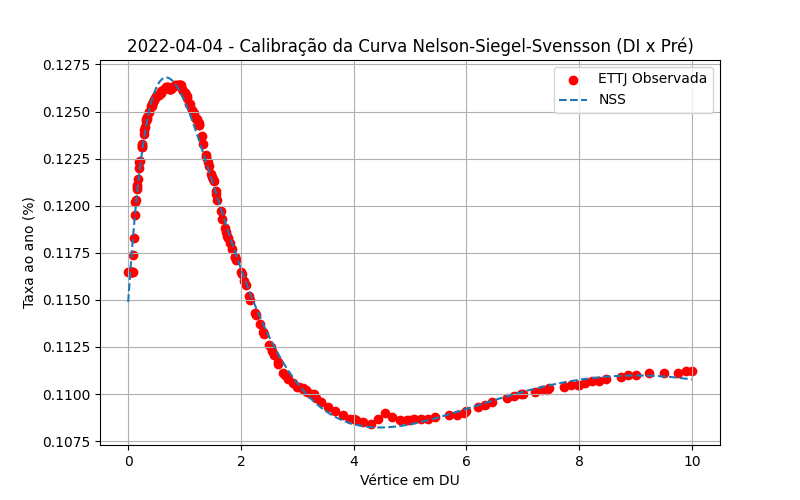 2022-04-04 - Calibração da Curva Nelson-Siegel-Svensson (DI x Pré)
ETTJ Observada
NSS
Taxa ao ano (%)
0.1275
0.1250
0.1225
0.1200
0.1175
0.1150
0.1125
0.1100
0.1075
0 2 4 6 8 10
Vértice em DU